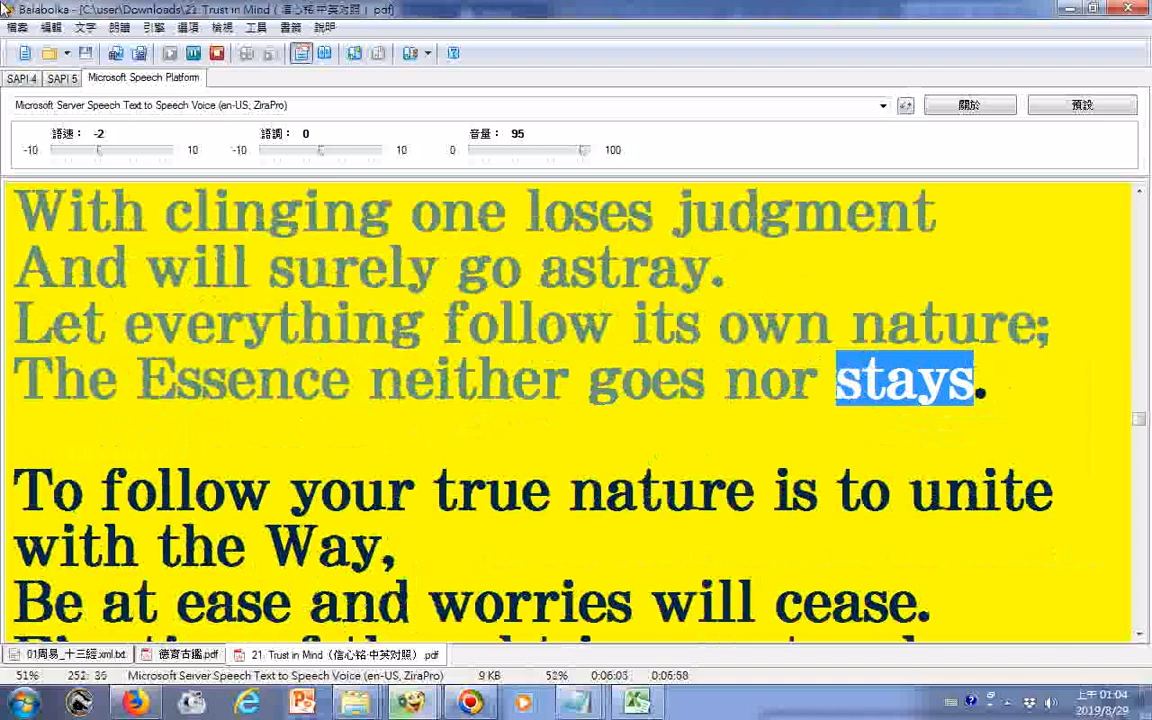 Balabolka - [C:\user\Downloads\21. Trust in Mind（信心铭·中英对照）.pdf]
檔案 編輯 文字 朗讀 引擎 選項 檢視 工具 書籤 說明
SAPI 4 SAPI 5 Microsoft Speech Platform
Microsoft Server Speech Text to Speech Voice (en-US, ZiraPro) 關於 預設
語速： -2 語調： 0 音量： 95
-10 10 -10 10 0 100
With clinging one loses judgment
And will surely go astray.
Let everything follow its own nature;
The Essence neither goes nor stays.
To follow your true nature is to unite
with the Way,
Be at ease and worries will cease.
01周易_十三經.xml.txt 德育古鑑.pdf 21. Trust in Mind（信心铭·中英对照）.pdf
51% 252: 35 Microsoft Server Speech Text to Speech Voice (en-US, ZiraPro) 9 KB 52% 0:06:03 0:06:58
上午 01:04
2019/8/29